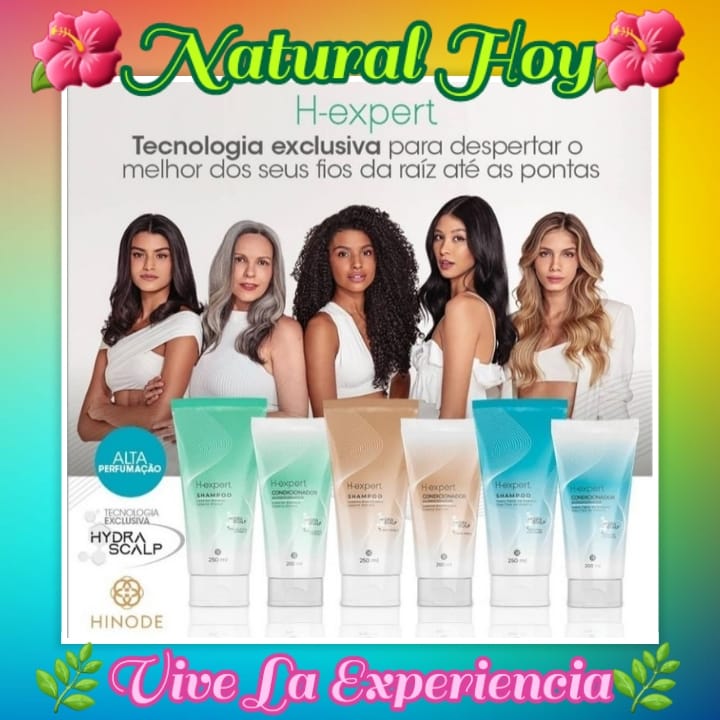 Natural Hoy
H-expert
Tecnologia exclusiva para despertar o
melhor dos seus fios da raíz até as pontas
ALTA
PERFUMAÇÃO
TECNOLOGIA
EXCLUSIVA
HYDRA
SCALP
HINODE
H-expert.
SHAMPOO
250 ml
H-expert.
CONDICIONADOR
200 ml
H-expert.
SHAMPOO
250 ml
H-expert.
CONDICIONADOR
200 ml
H-expert.
SHAMPOO
250 ml
H-expert.
CONDICIONADOR
200 ml
Vive La Experiencia